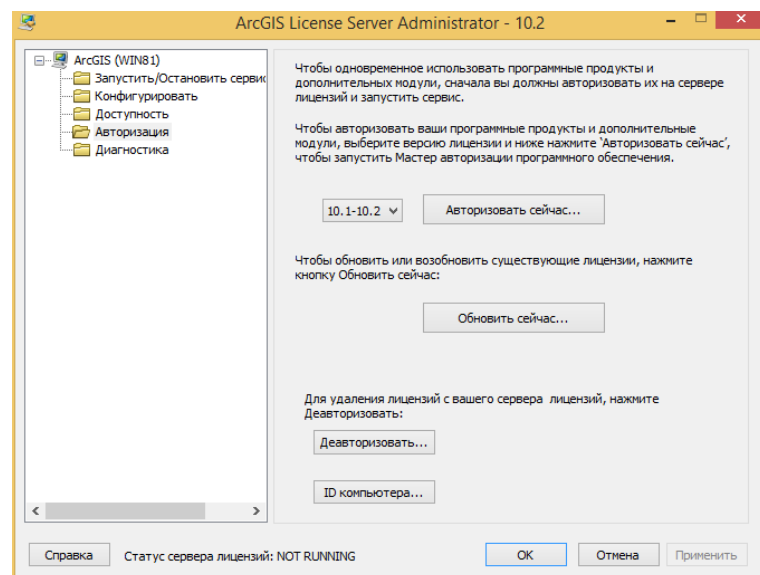 ArcGIS License Server Administrator - 10.2
ArcGIS (WIN81)
Запустить/Остановить сервис
Конфигурировать
Доступность
Авторизация
Диагностика
Чтобы одновременное использовать программные продукты и
дополнительных модули, сначала вы должны авторизовать их на сервере
лицензий и запустить сервис.
Чтобы авторизовать ваши программные продукты и дополнительные
модули, выберите версию лицензии и ниже нажмите 'Авторизовать сейчас',
чтобы запустить Мастер авторизации программного обеспечения.
10.1-10.2
Авторизовать сейчас...
Чтобы обновить или возобновить существующие лицензии, нажмите
кнопку Обновить сейчас:
Обновить сейчас...
Для удаления лицензий с вашего сервера лицензий, нажмите
Деавторизовать:
Деавторизовать...
ID компьютера...
Справка
Статус сервера лицензий: NOT RUNNING
OK
Отмена
Применить